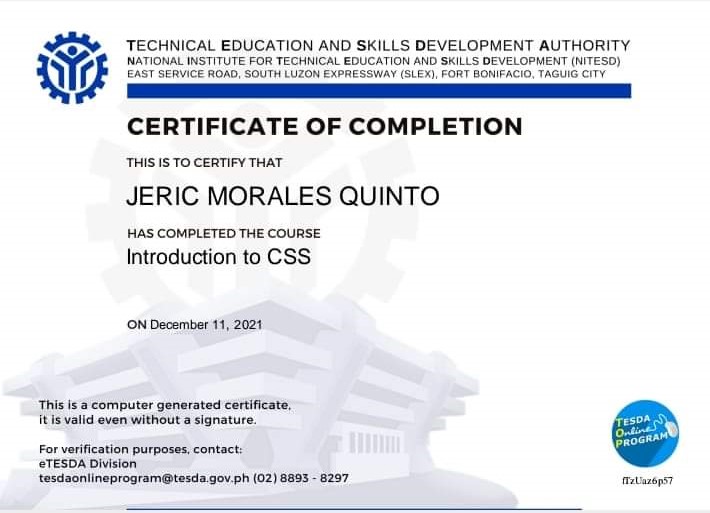 TECHNICAL EDUCATION AND SKILLS DEVELOPMENT AUTHORITY
NATIONAL INSTITUTE FOR TECHNICAL EDUCATION AND SKILLS DEVELOPMENT (NITESD)
EAST SERVICE ROAD, SOUTH LUZON EXPRESSWAY (SLEX), FORT BONIFACIO, TAGUIG CITY
CERTIFICATE OF COMPLETION
THIS IS TO CERTIFY THAT
JERIC MORALES QUINTO
HAS COMPLETED THE COURSE
Introduction to CSS
ON December 11, 2021
This is a computer generated certificate,
it is valid even without a signature.
For verification purposes, contact:
eTESDA Division
tesdaonlineprogram@tesda.gov.ph (02) 8893 - 8297
TESDA
Online
PROGRAM
fTzUaz6p57